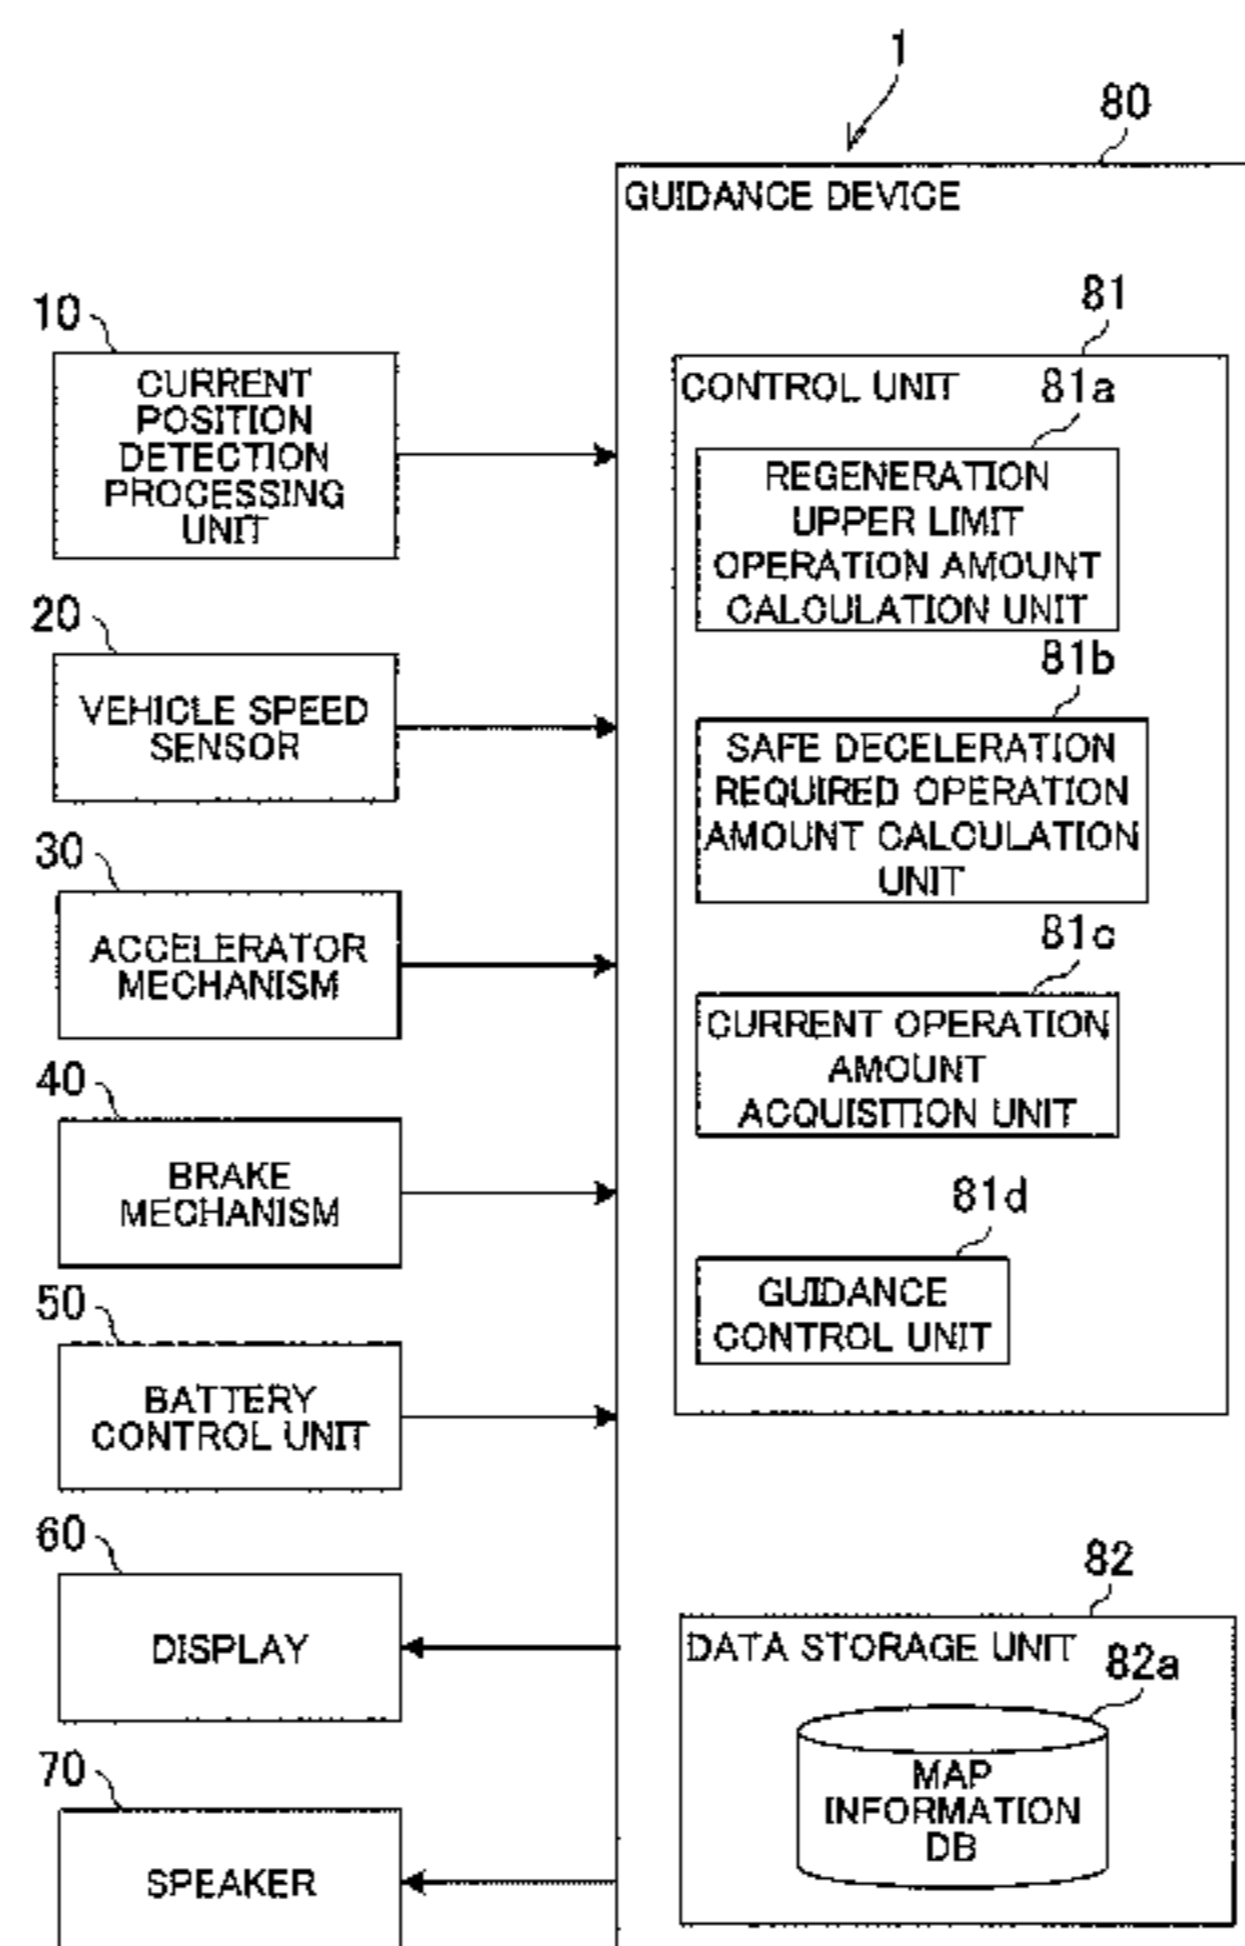 1
80
GUIDANCE DEVICE
10
CURRENT
POSITION
DETECTION
PROCESSING
UNIT
20
VEHICLE SPEED
SENSOR
30
ACCELERATOR
MECHANISM
40
BRAKE
MECHANISM
50
BATTERY
CONTROL UNIT
60
DISPLAY
70
SPEAKER
81
CONTROL UNIT
81a
REGENERATION
UPPER LIMIT
OPERATION AMOUNT
CALCULATION UNIT
81b
SAFE DECELERATION
REQUIRED OPERATION
AMOUNT CALCULATION
UNIT
81c
CURRENT OPERATION
AMOUNT
ACQUISITION UNIT
81d
GUIDANCE
CONTROL UNIT
82
DATA STORAGE UNIT
82a
MAP
INFORMATION
DB